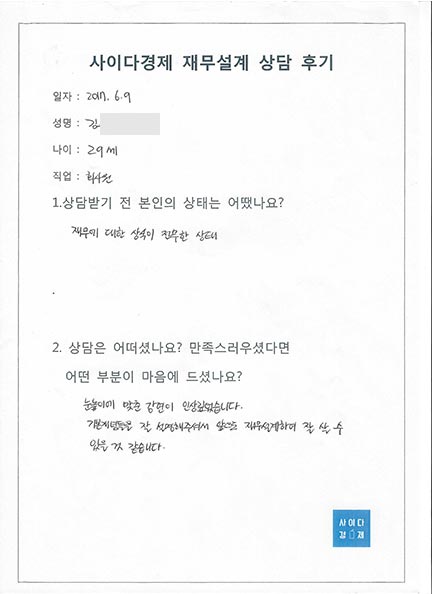 사이다경제 재무설계 상담 후기
일자 : 2017. 6. 9
성명 : 김
나이 : 29세
직업 : 회사원
1.상담받기 전 본인의 상태는 어땠나요?
재무에 대한 상식이 전무한 상태
2. 상담은 어떠셨나요? 만족스러우셨다면
어떤 부분이 마음에 드셨나요?
눈높이에 맞춘 강연이 인상깊었습니다.
기본개념들을 잘 설명해주셔서 앞으로 재무설계하며 잘 살 수
있을 것 같습니다.
사이다
경제